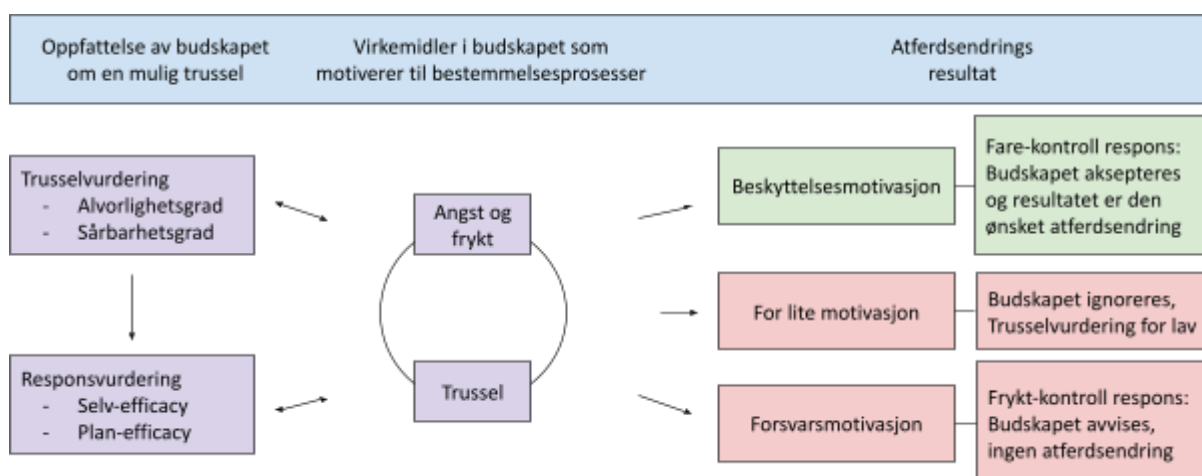 Oppfattelse av budskapet
om en mulig trussel
Virkemidler i budskapet som
motiverer til bestemmelsesprosesser
Atferdsendrings
resultat
Trusselvurdering
- Alvorlighetsgrad
- Sårbarhetsgrad
Responsvurdering
- Selv-efficacy
- Plan-efficacy
Angst og
frykt
Trussel
Beskyttelsesmotivasjon
Fare-kontroll respons:
Budskapet aksepteres
og resultatet er den
ønsket atferdsendring
For lite motivasjon
Budskapet ignoreres,
Trusselvurdering for lav
Forsvarsmotivasjon
Frykt-kontroll respons:
Budskapet avvises,
ingen atferdsendring